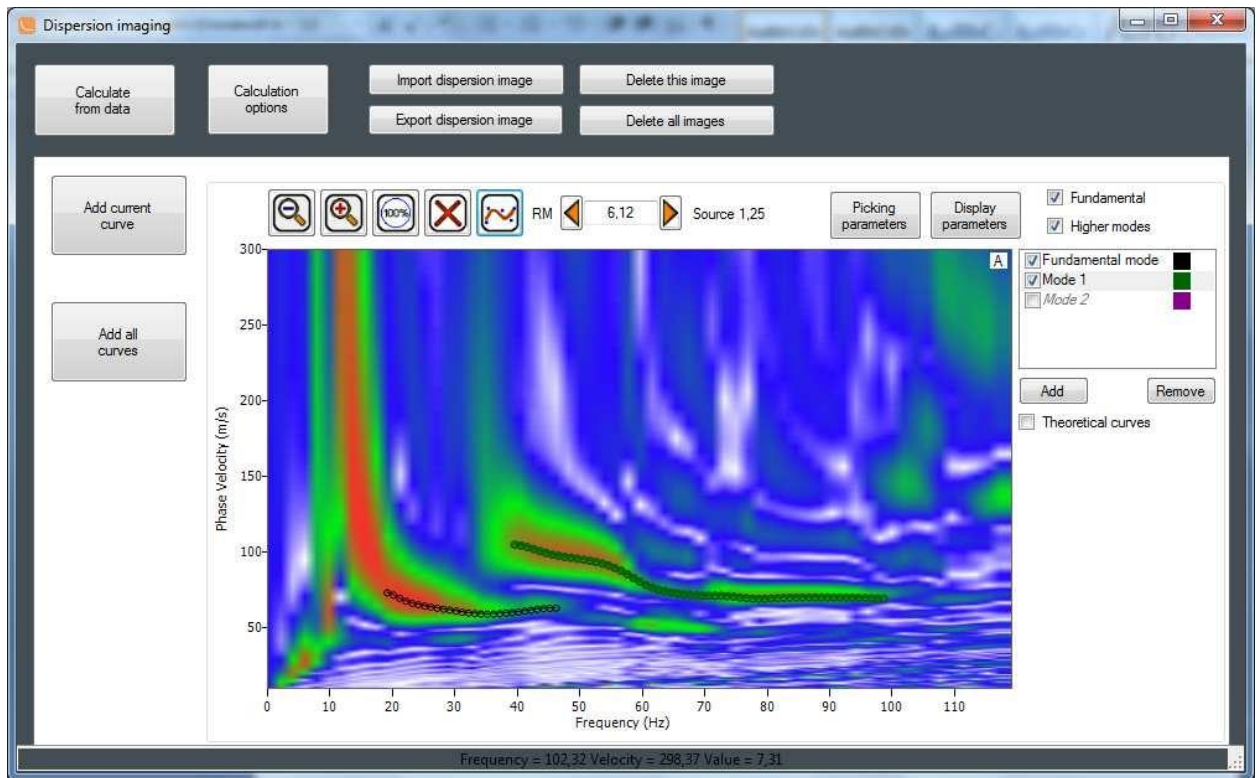 Dispersion imaging
Calculate
from data
Calculation
options
Import dispersion image
Delete this image
Export dispersion image
Delete all images
Add current
curve
Add all
curves
100%
RM
6,12
Source 1,25
Picking
parameters
Display
parameters
Fundamental
Higher modes
A
Fundamental mode
Mode 1
Mode 2
Add
Remove
Theoretical curves
Phase Velocity (m/s)
300
250
200
150
100
50
0 10 20 30 40 50 60 70 80 90 100 110
Frequency (Hz)
Frequency = 102,32 Velocity = 298,37 Value = 7,31